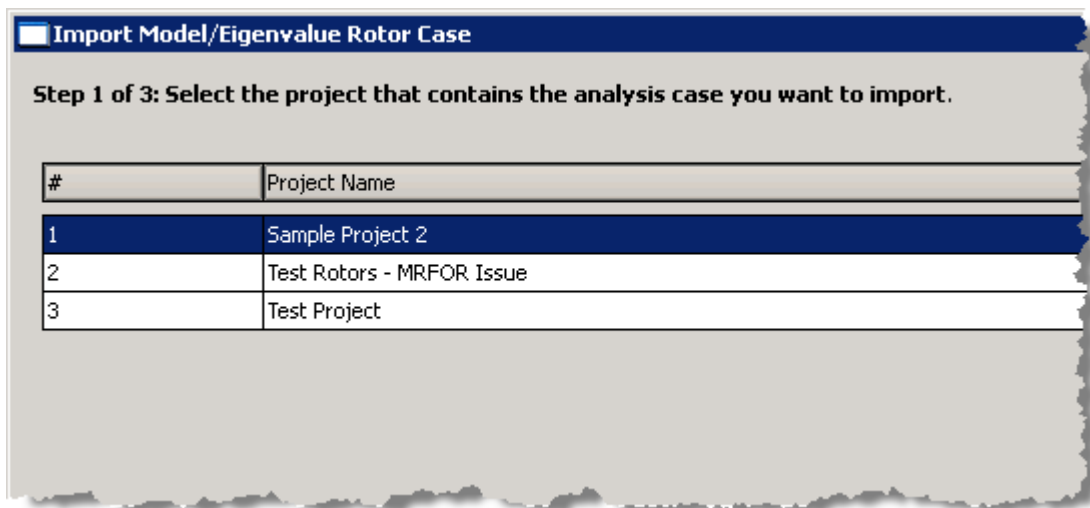 Import Model/Eigenvalue Rotor Case
Step 1 of 3: Select the project that contains the analysis case you want to import.
# Project Name
1 Sample Project 2
2 Test Rotors - MRFOR Issue
3 Test Project